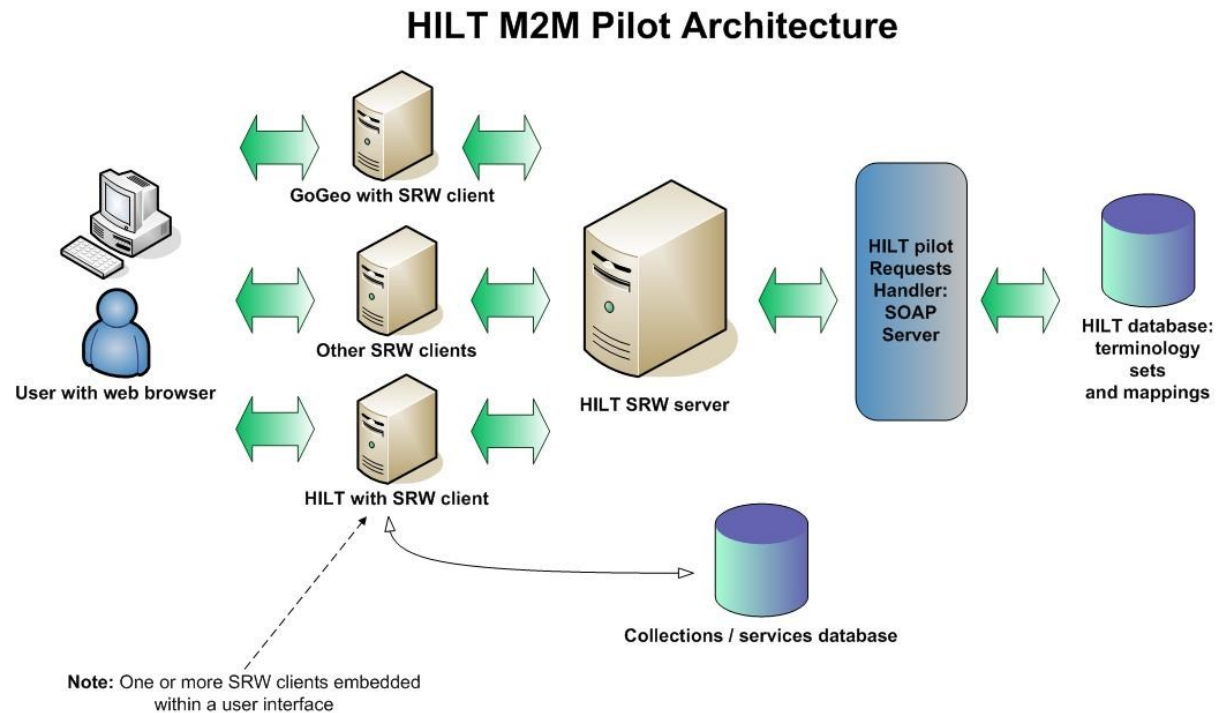 HILT M2M Pilot Architecture
GoGeo with SRW client
Other SRW clients
User with web browser
HILT with SRW client
HILT SRW server
HILT pilot
Requests
Handler:
SOAP
Server
HILT database:
terminology
sets
and mappings
Collections / services database
Note: One or more SRW clients embedded
within a user interface